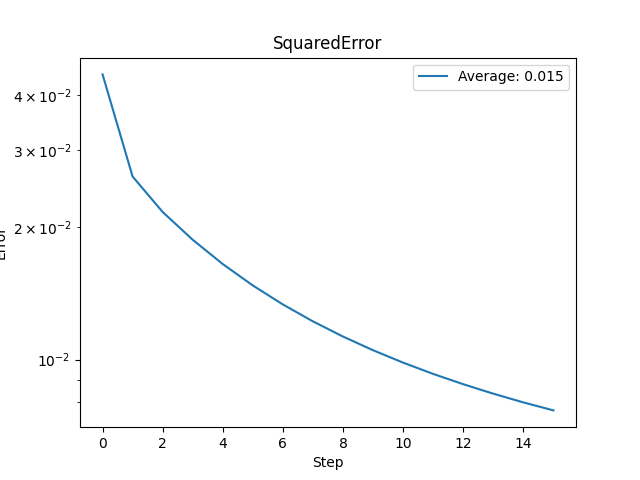 SquaredError
Average: 0.015
4 × 10⁻²
3 × 10⁻²
2 × 10⁻²
10⁻²
Error
0 2 4 6 8 10 12 14
Step